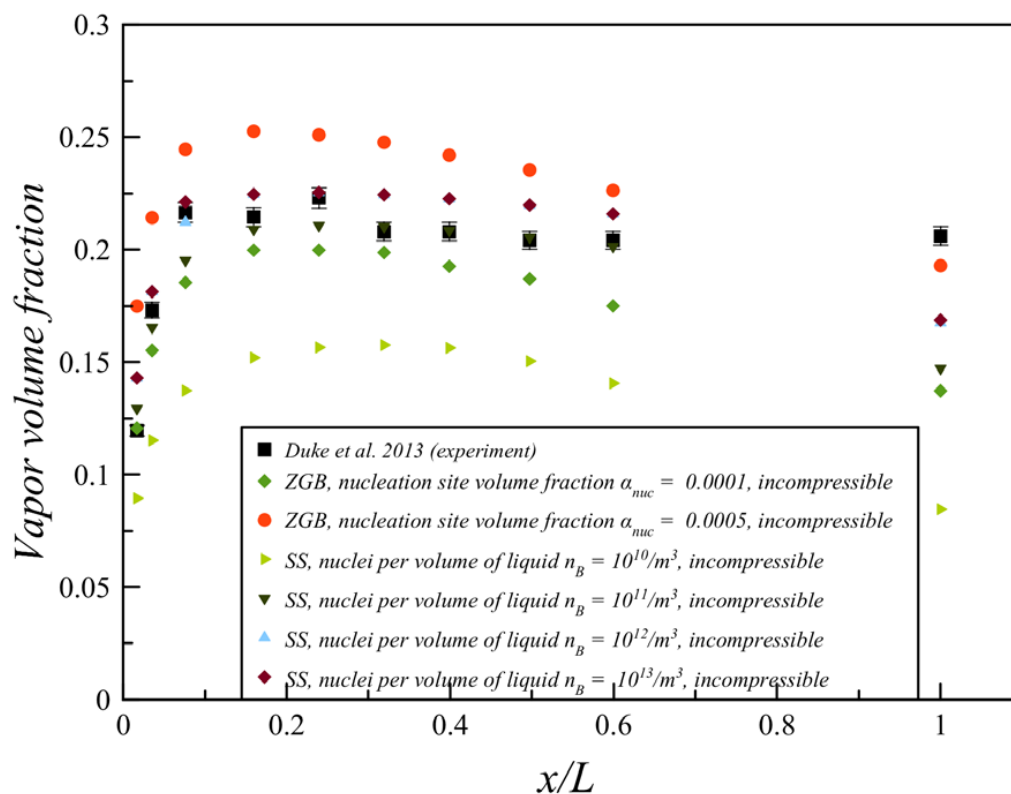 0.3
0.25
0.2
0.15
0.1
0.05
0
Vapor volume fraction
Duke et al. 2013 (experiment)
ZGB, nucleation site volume fraction αnuc = 0.0001, incompressible
ZGB, nucleation site volume fraction αnuc = 0.0005, incompressible
SS, nuclei per volume of liquid nB = 10^10/m^3, incompressible
SS, nuclei per volume of liquid nB = 10^11/m^3, incompressible
SS, nuclei per volume of liquid nB = 10^12/m^3, incompressible
SS, nuclei per volume of liquid nB = 10^13/m^3, incompressible
0 0.2 0.4 0.6 0.8 1
x/L